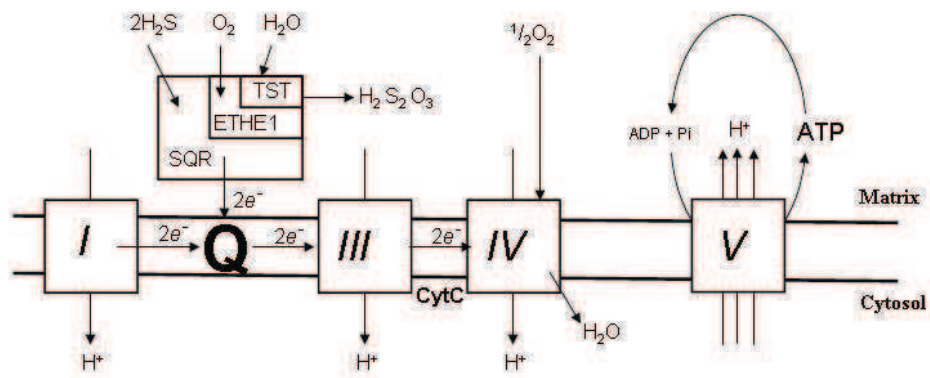 2H₂S O₂ H₂O ¹/₂O₂
TST
H₂S₂O₃
ETHE1
ADP + Pi H⁺ ATP
SQR
2e⁻
Matrix
I 2e⁻ Q 2e⁻ III 2e⁻ IV V
CytC
Cytosol
H₂O
H⁺ H⁺ H⁺